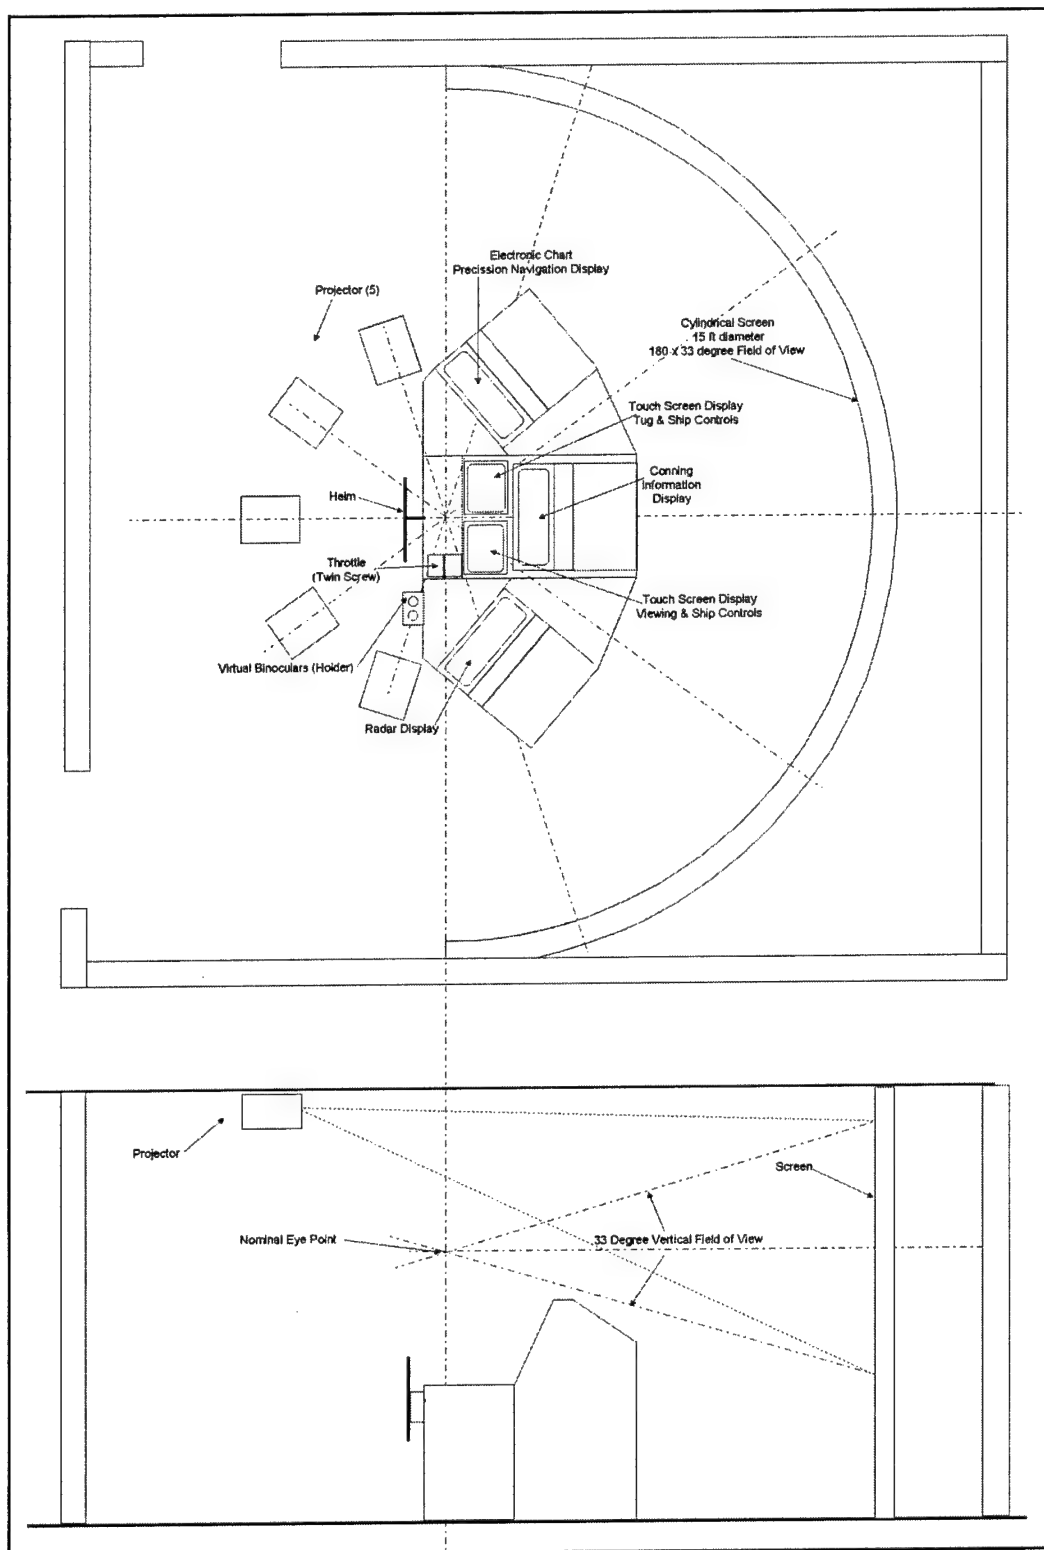 Electronic Chart
Precission Navigation Display
Projector (5)
Cylindrical Screen
15 ft diameter
180 x 33 degree Field of View
Touch Screen Display
Tug & Ship Controls
Conning
Information
Display
Helm
Throttle
(Twin Screw)
Touch Screen Display
Viewing & Ship Controls
Virtual Binoculars (Holder)
Radar Display
Projector
Screen
Nominal Eye Point
33 Degree Vertical Field of View